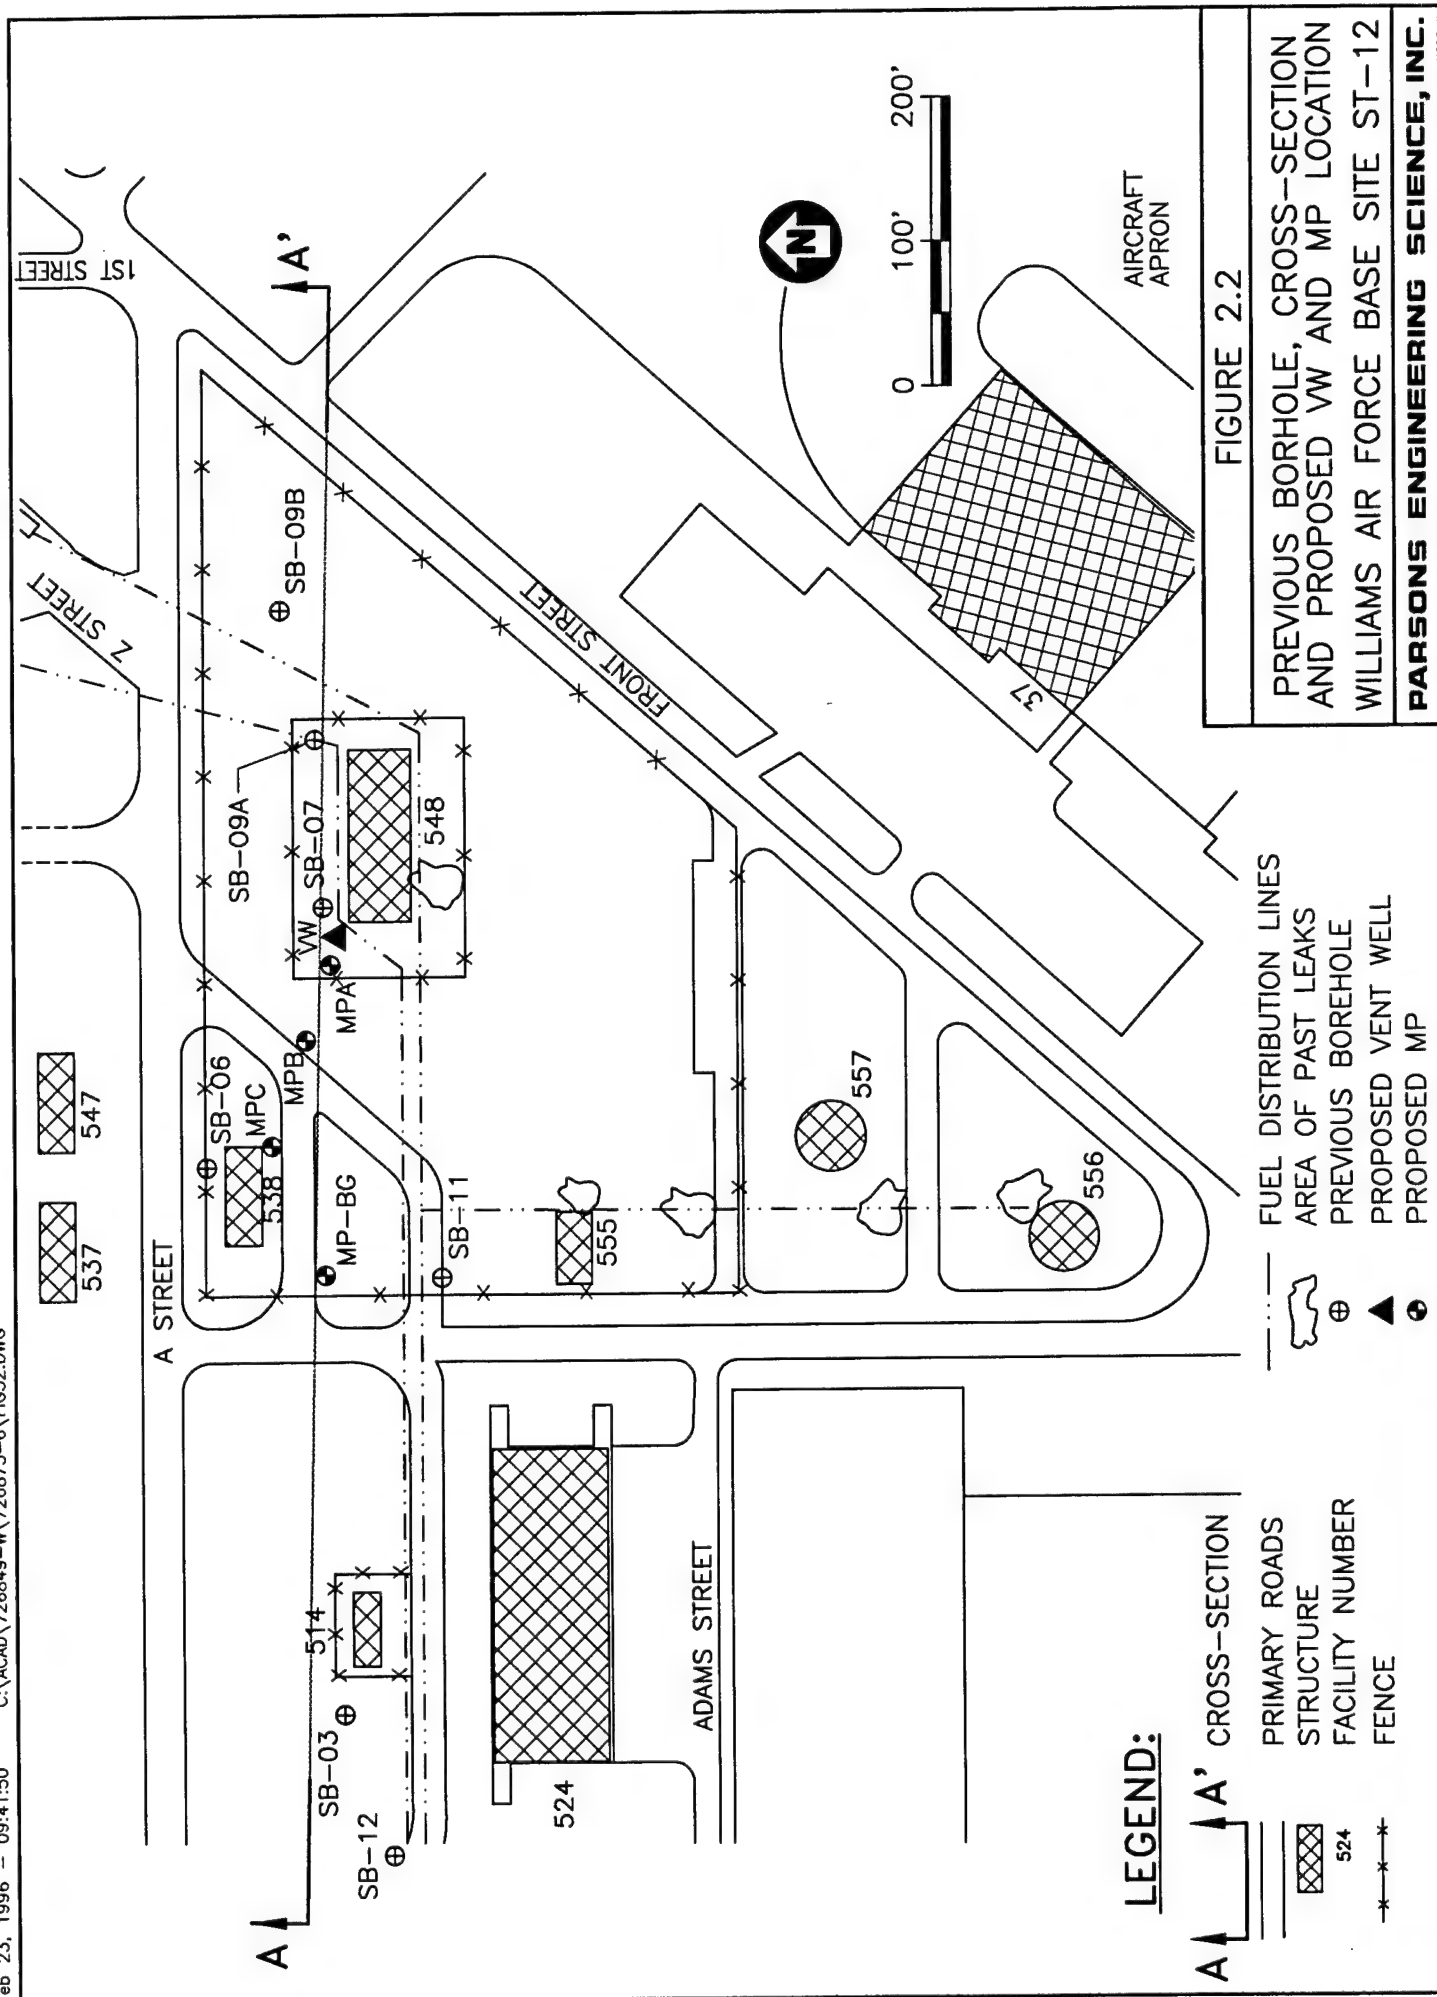 1996 - 09:41:50
1ST STREET
Z STREET
A STREET
FRONT STREET
ADAMS STREET
A
A'
537
547
SB-06
538
MPC
MPB
MPA
VW
SB-07
SB-09A
SB-09B
548
MP-BG
SB-11
514
SB-03
SB-12
524
555
557
556
37
N
0
100'
200'
AIRCRAFT
APRON
LEGEND:
A
A'
CROSS-SECTION
PRIMARY ROADS
STRUCTURE
524
FACILITY NUMBER
FENCE
FUEL DISTRIBUTION LINES
AREA OF PAST LEAKS
PREVIOUS BOREHOLE
PROPOSED VENT WELL
PROPOSED MP
FIGURE 2.2
PREVIOUS BORHOLE, CROSS-SECTION
AND PROPOSED VW AND MP LOCATION
WILLIAMS AIR FORCE BASE SITE ST-12
PARSONS ENGINEERING SCIENCE, INC.